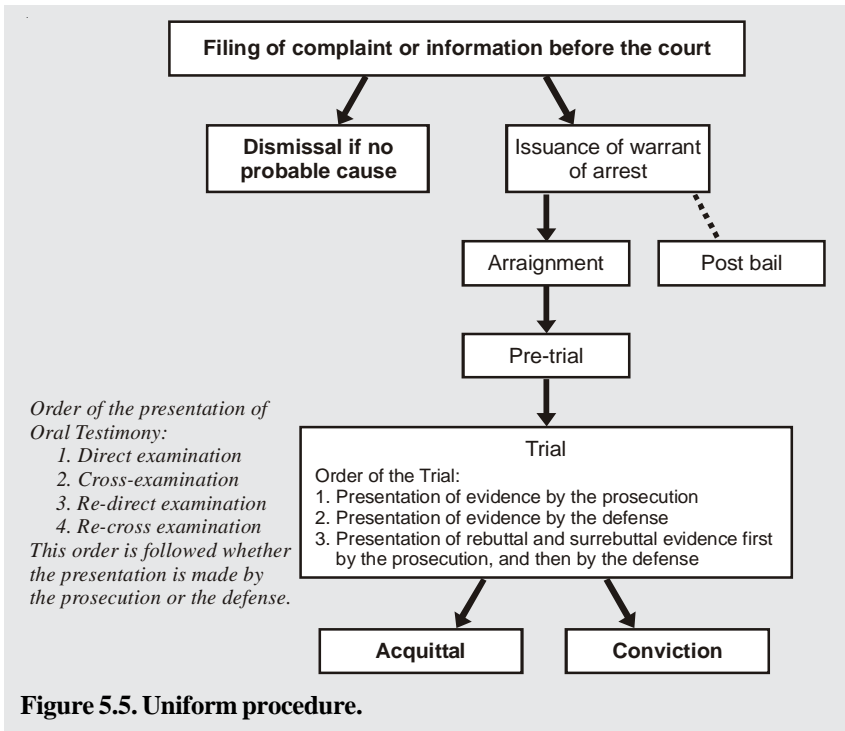 Filing of complaint or information before the court
Dismissal if no
probable cause
Issuance of warrant
of arrest
Arraignment
Post bail
Pre-trial
Order of the presentation of
Oral Testimony:
1. Direct examination
2. Cross-examination
3. Re-direct examination
4. Re-cross examination
This order is followed whether
the presentation is made by
the prosecution or the defense.
Trial
Order of the Trial:
1. Presentation of evidence by the prosecution
2. Presentation of evidence by the defense
3. Presentation of rebuttal and surrebuttal evidence first
by the prosecution, and then by the defense
Acquittal
Conviction
Figure 5.5. Uniform procedure.